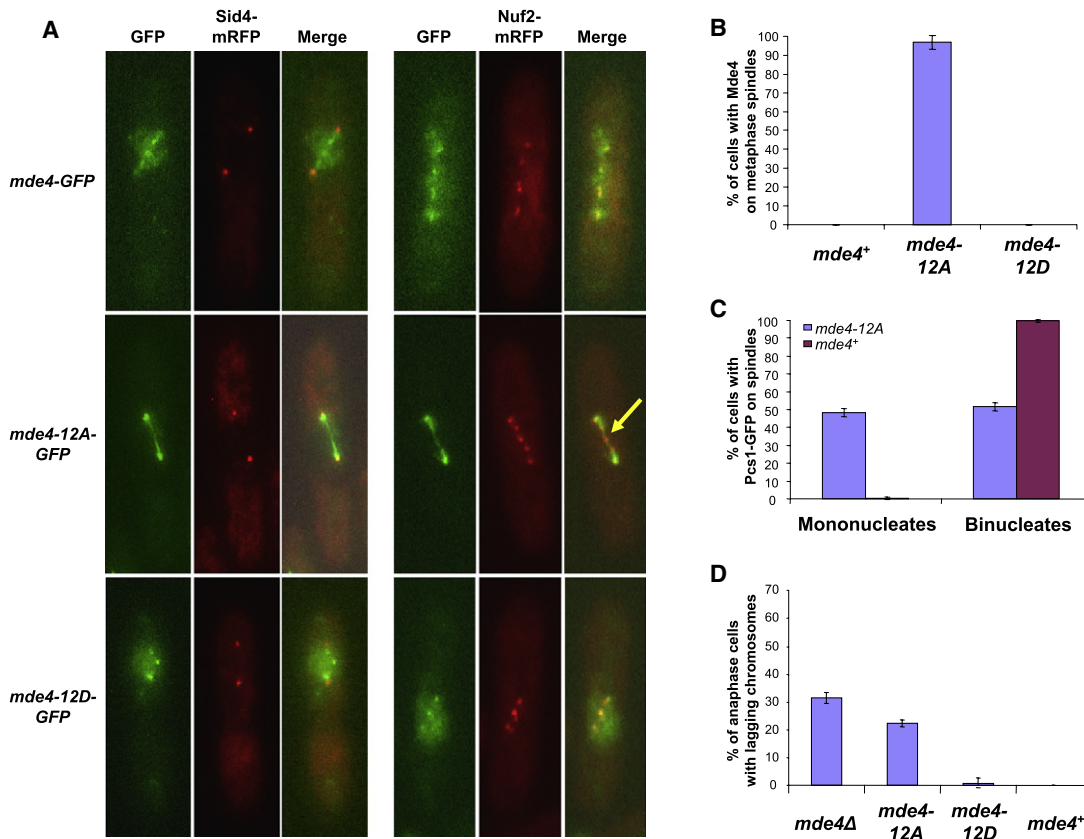 A
GFP
Sid4-
mRFP
Merge
GFP
Nuf2-
mRFP
Merge
mde4-GFP
mde4-12A-
GFP
mde4-12D-
GFP
B
% of cells with Mde4
on metaphase spindles
100
90
80
70
60
50
40
30
20
10
0
mde4+
mde4-
12A
mde4-
12D
C
% of cells with
Pcs1-GFP on spindles
100
90
80
70
60
50
40
30
20
10
0
mde4-12A
mde4+
Mononucleates
Binucleates
D
% of anaphase cells
with lagging chromosomes
70
60
50
40
30
20
10
0
mde4Δ
mde4-
12A
mde4-
12D
mde4+